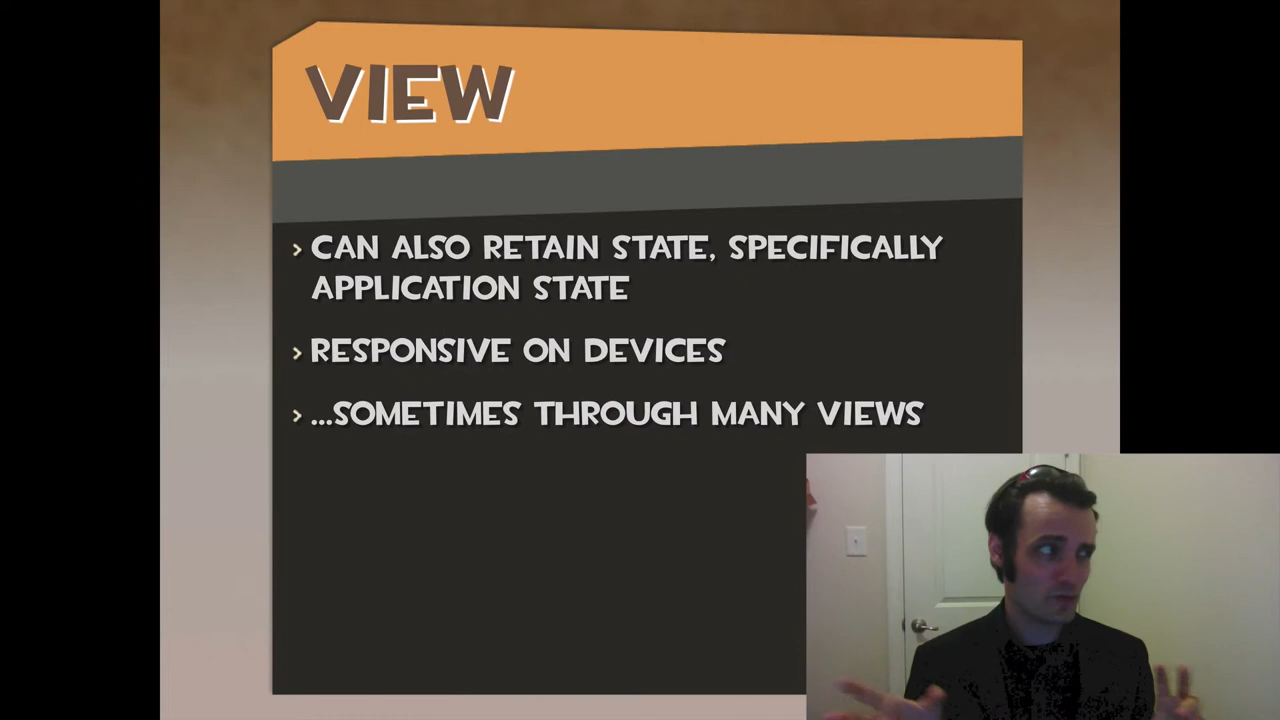 VIEW
› CAN ALSO RETAIN STATE, SPECIFICALLY
APPLICATION STATE
› RESPONSIVE ON DEVICES
› ...SOMETIMES THROUGH MANY VIEWS